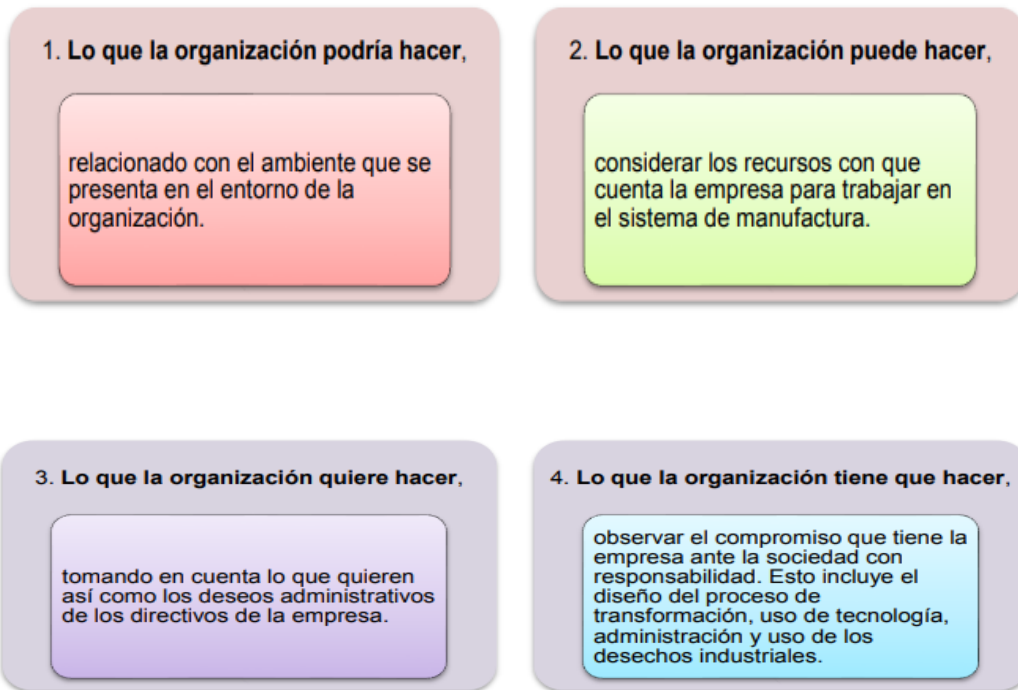 1. Lo que la organización podría hacer,
relacionado con el ambiente que se
presenta en el entorno de la
organización.
2. Lo que la organización puede hacer,
considerar los recursos con que
cuenta la empresa para trabajar en
el sistema de manufactura.
3. Lo que la organización quiere hacer,
tomando en cuenta lo que quieren
así como los deseos administrativos
de los directivos de la empresa.
4. Lo que la organización tiene que hacer,
observar el compromiso que tiene la
empresa ante la sociedad con
responsabilidad. Esto incluye el
diseño del proceso de
transformación, uso de tecnología,
administración y uso de los
desechos industriales.